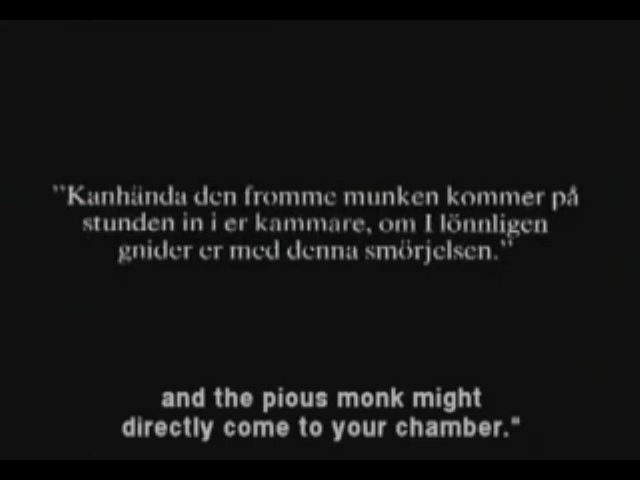 "Kanhända den fromme munken kommer på
stunden in i er kammare, om I lönnligen
gnider er med denna smörjelsen."
and the pious monk might
directly come to your chamber."